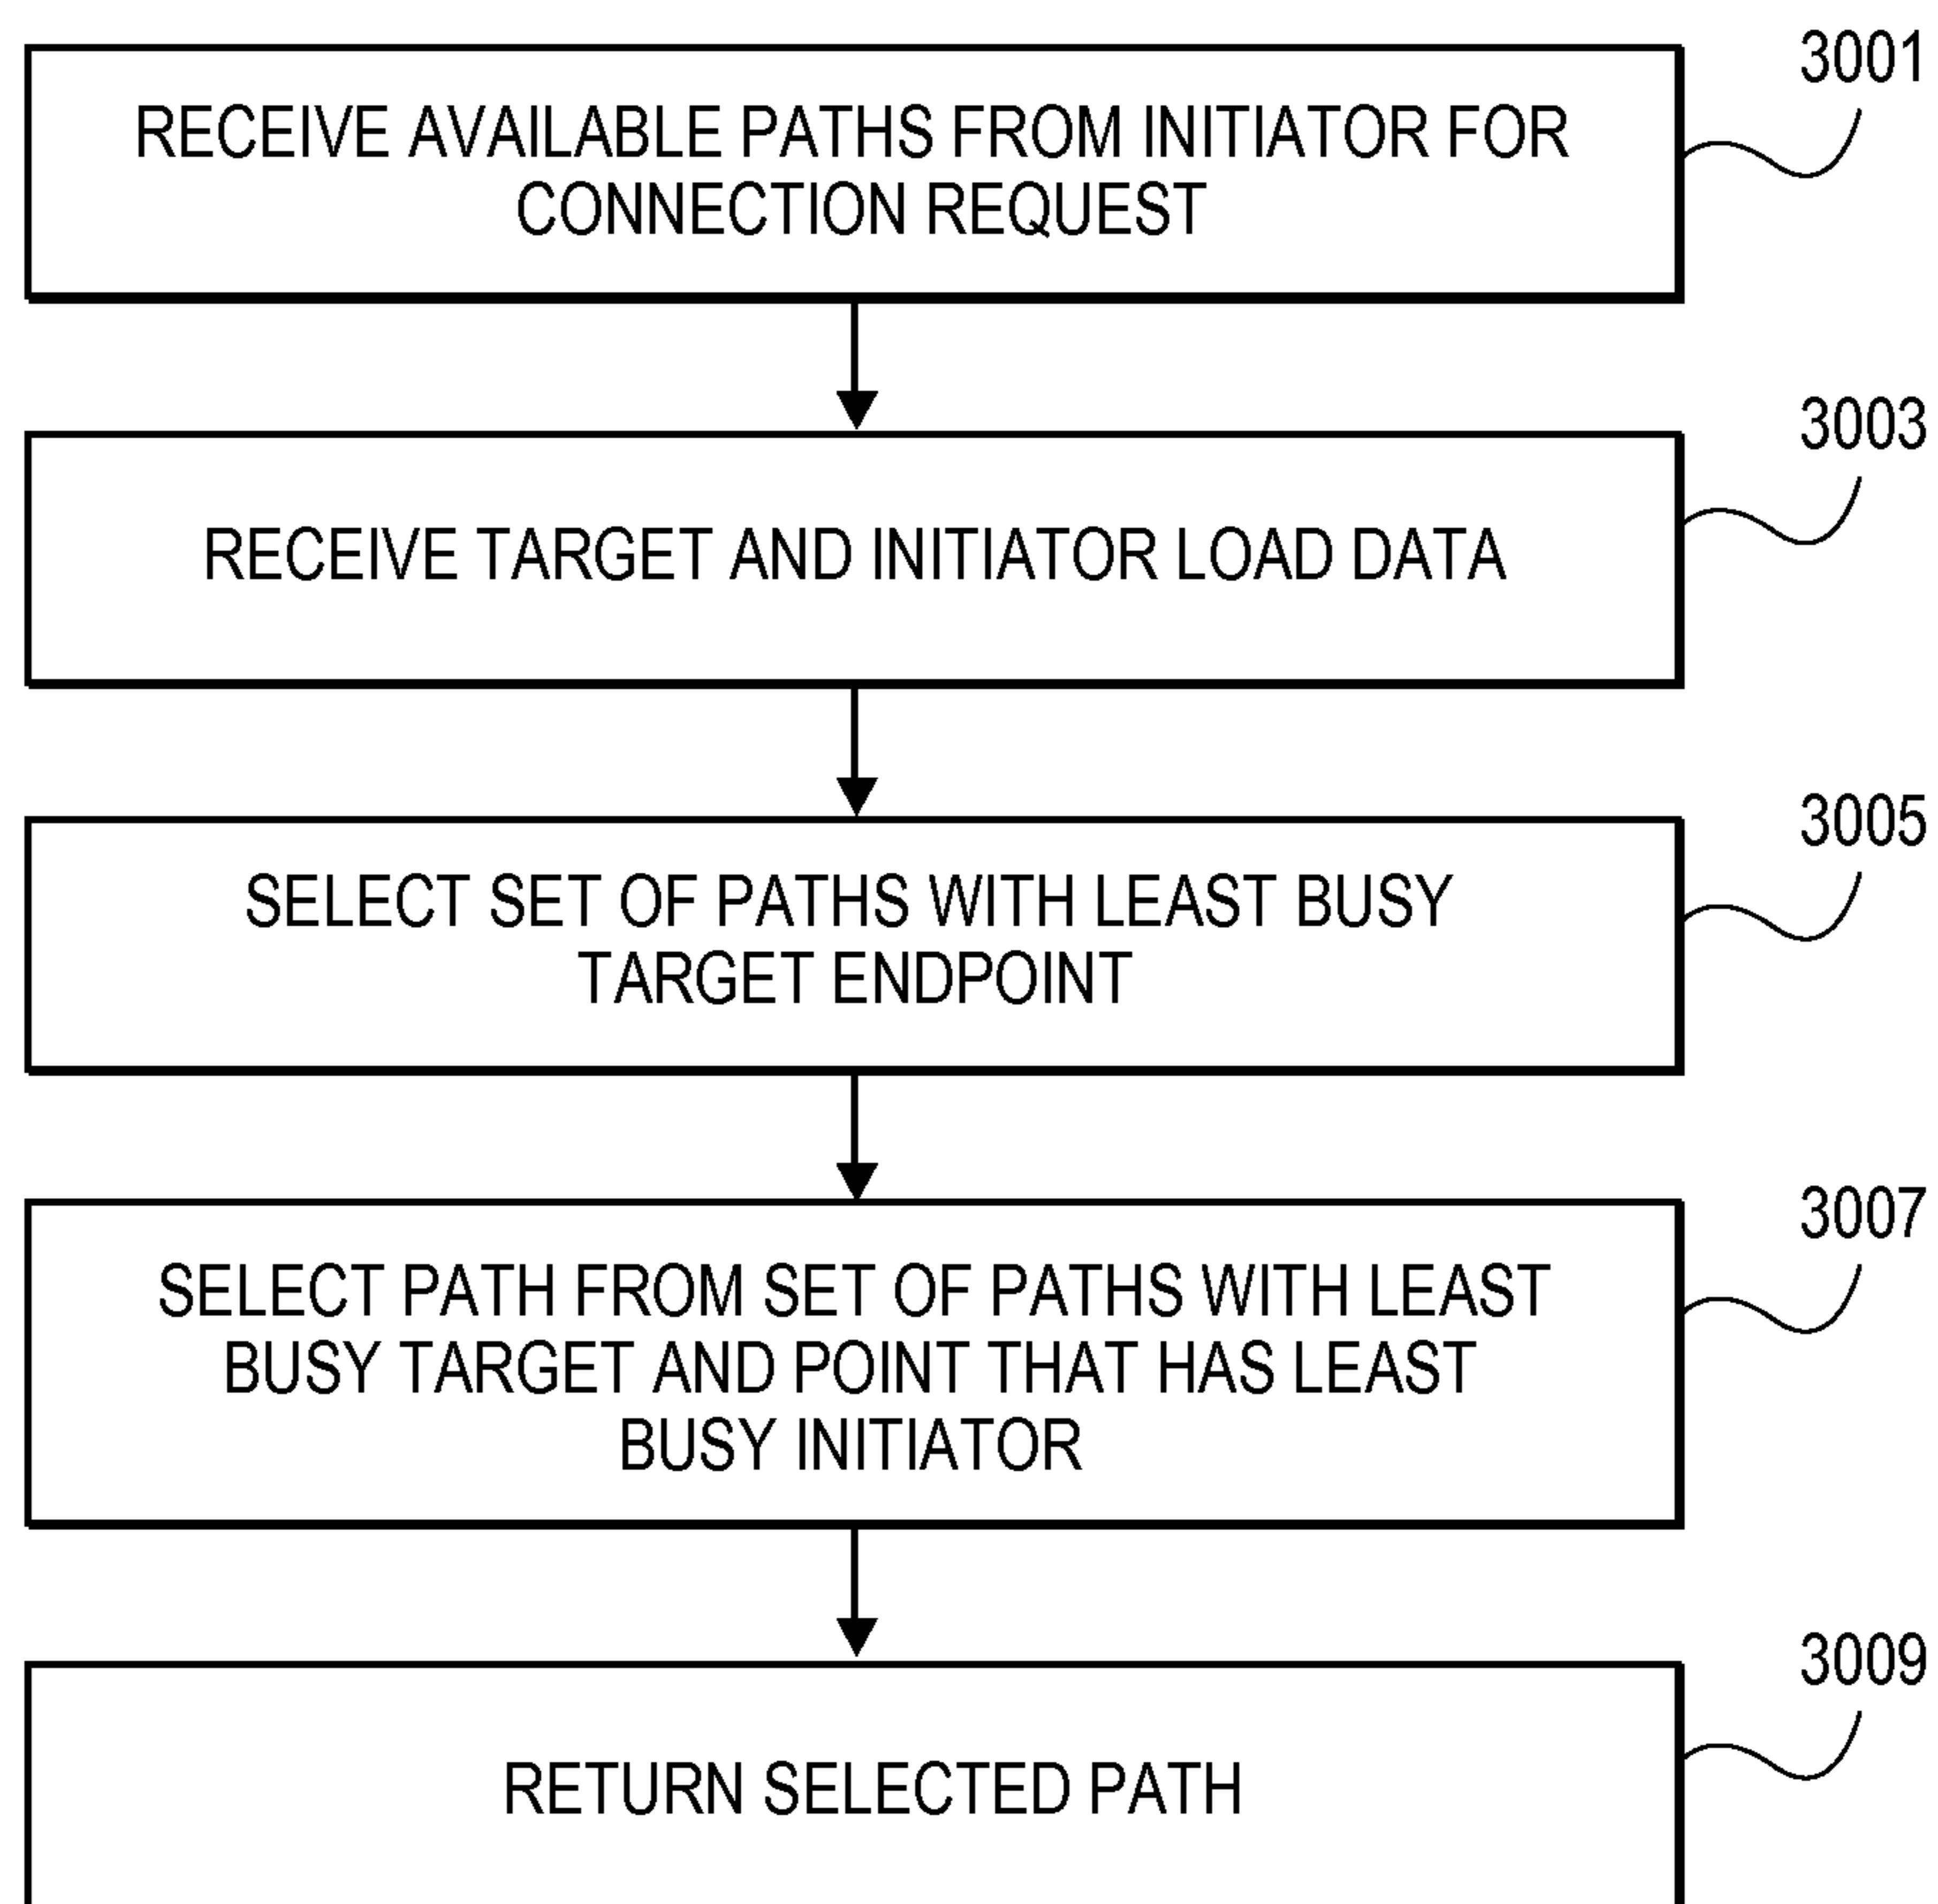 3001
RECEIVE AVAILABLE PATHS FROM INITIATOR FOR
CONNECTION REQUEST
3003
RECEIVE TARGET AND INITIATOR LOAD DATA
3005
SELECT SET OF PATHS WITH LEAST BUSY
TARGET ENDPOINT
3007
SELECT PATH FROM SET OF PATHS WITH LEAST
BUSY TARGET AND POINT THAT HAS LEAST
BUSY INITIATOR
3009
RETURN SELECTED PATH